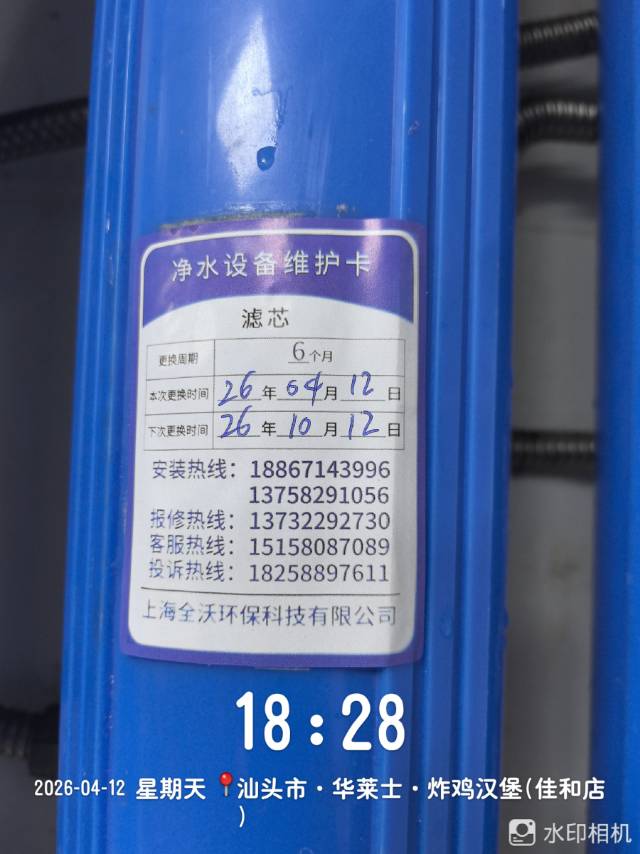 净水设备维护卡
滤芯
更换周期 6个月
本次更换时间 26年04月12日
下次更换时间 26年10月12日
安装热线：18867143996
13758291056
报修热线：13732292730
客服热线：15158087089
投诉热线：18258897611
上海全沃环保科技有限公司
18:28
2026-04-12 星期天 📍汕头市·华莱士·炸鸡汉堡(佳和店
)
水印相机